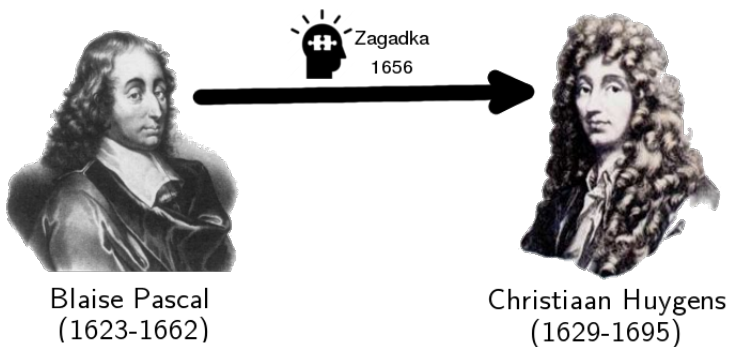 Zagadka
1656
Blaise Pascal
(1623-1662)
Christiaan Huygens
(1629-1695)